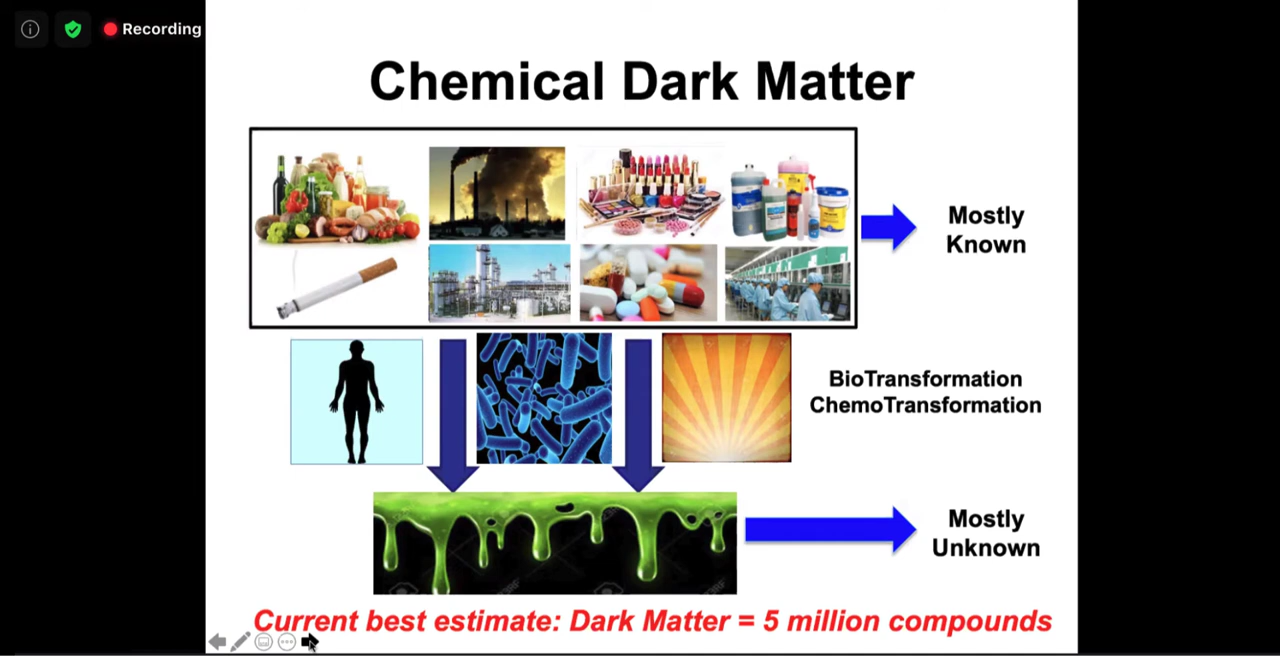 Recording
Chemical Dark Matter
Mostly
Known
BioTransformation
ChemoTransformation
Mostly
Unknown
Current best estimate: Dark Matter = 5 million compounds